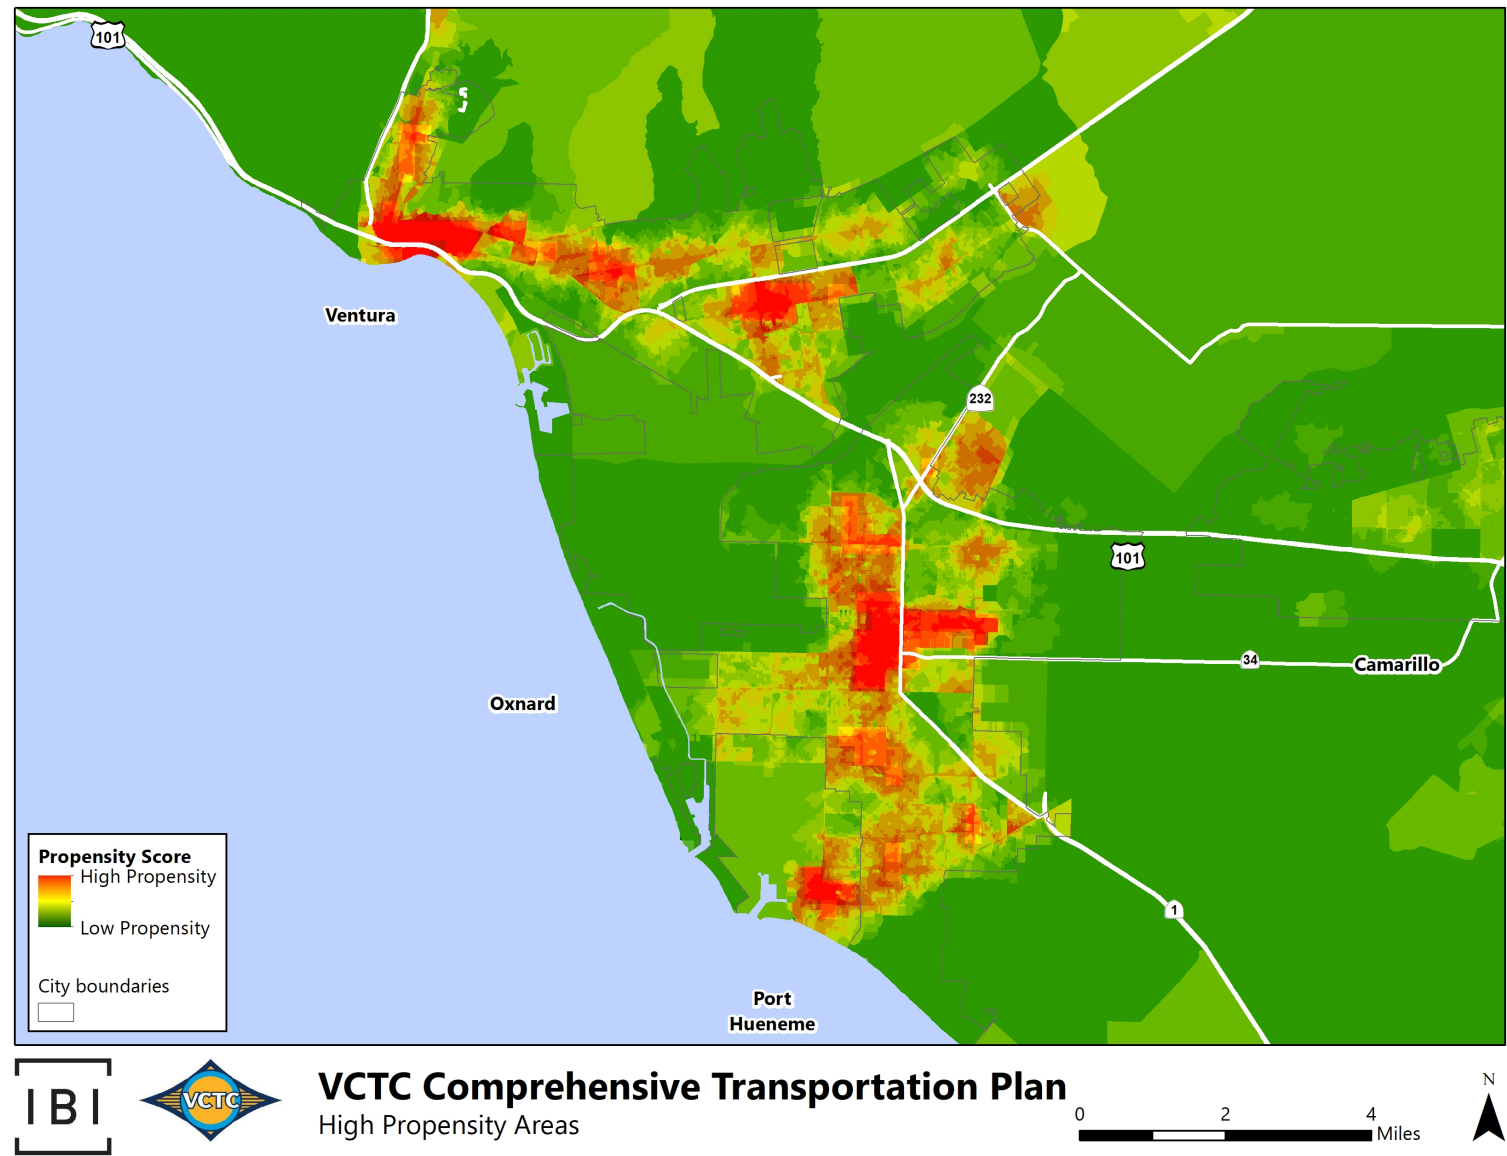 101
232
Ventura
101
34
Camarillo
Oxnard
Propensity Score
High Propensity
Low Propensity
City boundaries
1
Port
Hueneme
IBI
VCTC
VCTC Comprehensive Transportation Plan
High Propensity Areas
0 2 4
Miles
N